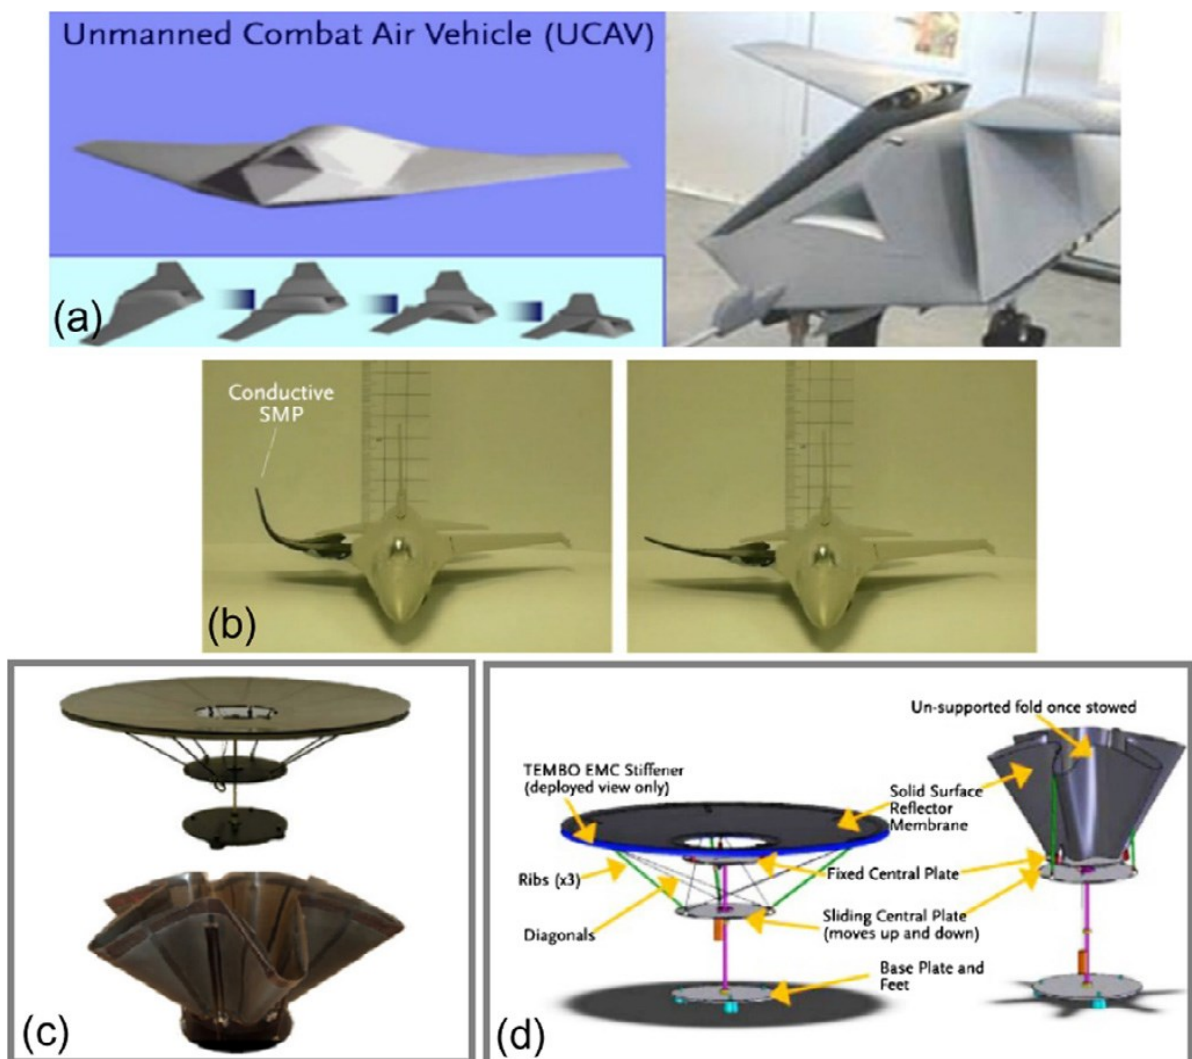 Unmanned Combat Air Vehicle (UCAV)
(a)
Conductive
SMP
(b)
(c)
Un-supported fold once stowed
TEMBO EMC Stiffener
(deployed view only)
Solid Surface
Reflector
Membrane
Ribs (x3)
Fixed Central Plate
Diagonals
Sliding Central Plate
(moves up and down)
Base Plate and
Feet
(d)